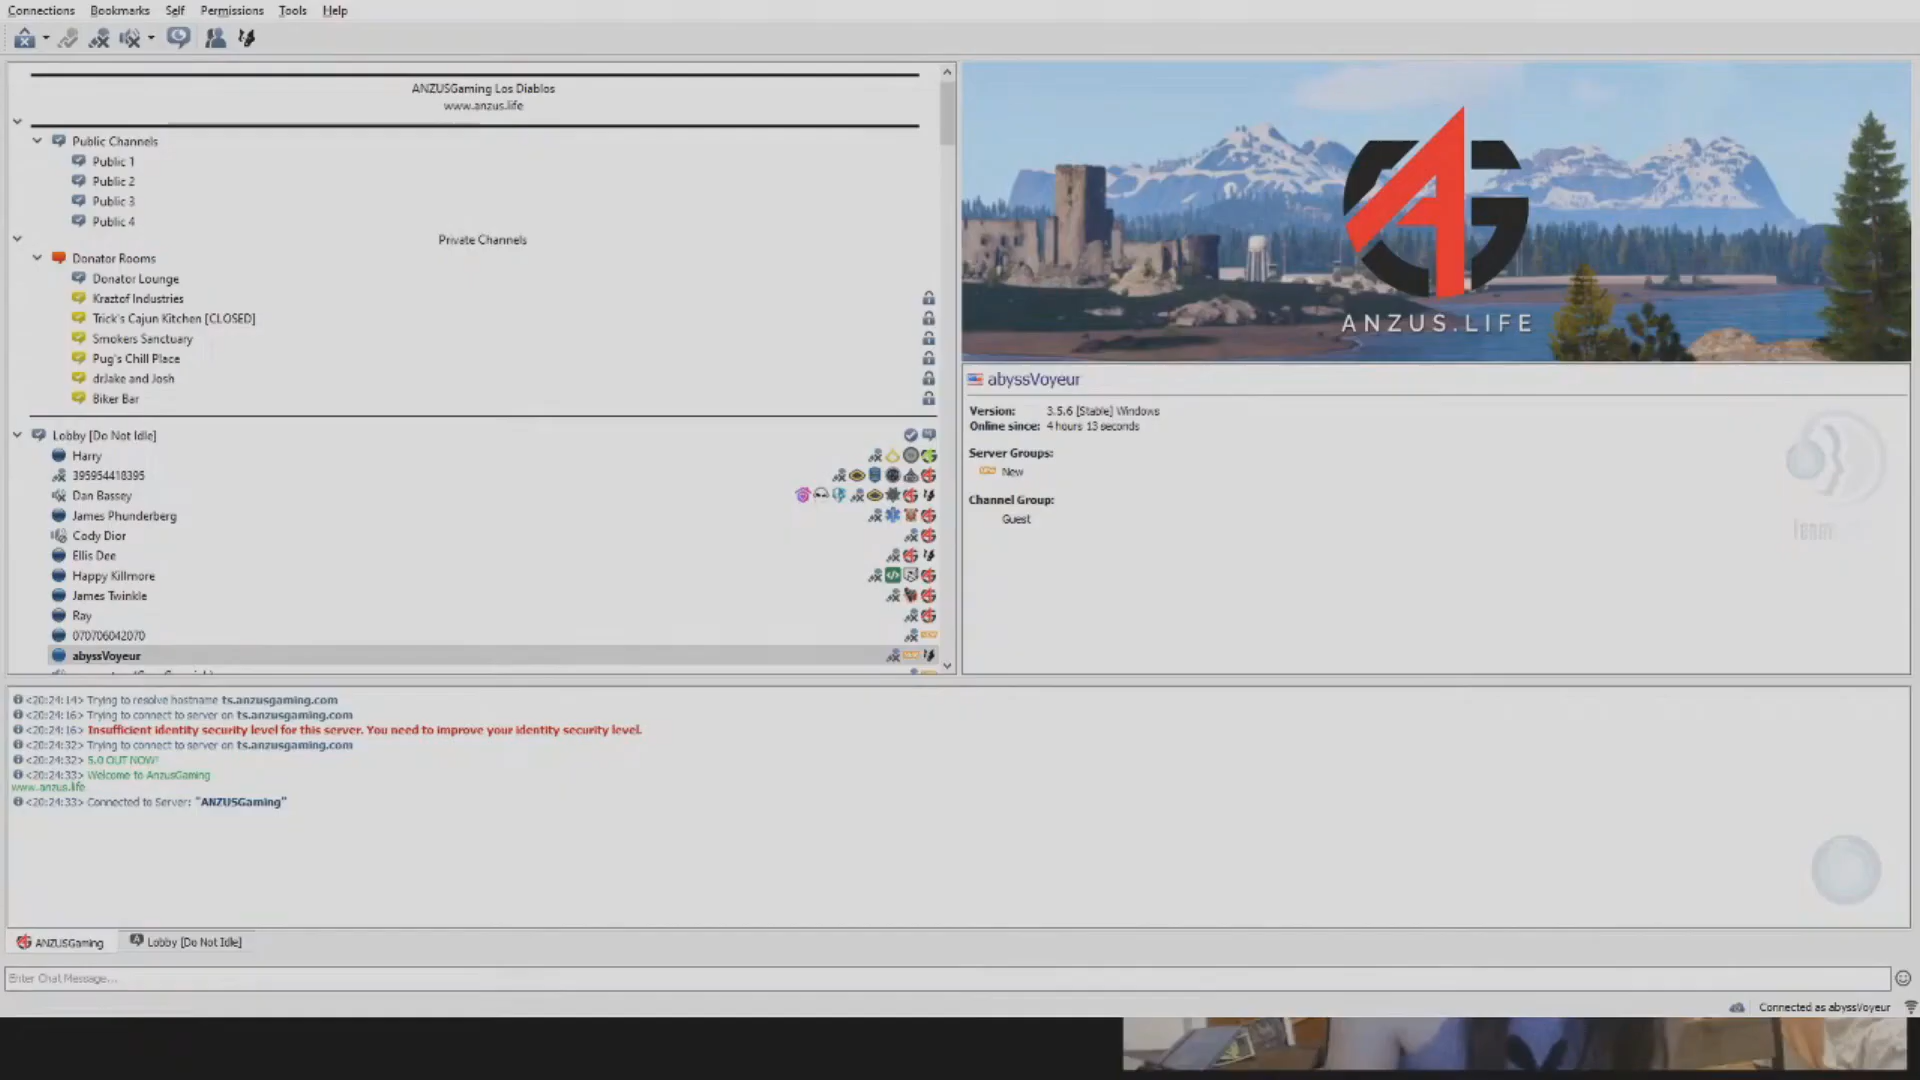 Connections Bookmarks Self Permissions Tools Help
ANZUSGaming Los Diablos
www.anzus.life
Public Channels
Public 1
Public 2
Public 3
Public 4
Private Channels
Donator Rooms
Donator Lounge
Kraztof Industries
Trick's Cajun Kitchen [CLOSED]
Smokers Sanctuary
Pug's Chill Place
drJake and Josh
Biker Bar
Lobby [Do Not Idle]
Harry
395954418395
Dan Bassey
James Phunderberg
Cody Dior
Ellis Dee
Happy Killmore
James Twinkle
Ray
070706042070
abyssVoyeur
ANZUS.LIFE
abyssVoyeur
Version: 3.5.6 [Stable] Windows
Online since: 4 hours 13 seconds
Server Groups:
New
Channel Group:
Guest
<20:24:14> Trying to resolve hostname ts.anzusgaming.com
<20:24:16> Trying to connect to server on ts.anzusgaming.com
<20:24:16> Insufficient identity security level for this server. You need to improve your identity security level.
<20:24:32> Trying to connect to server on ts.anzusgaming.com
<20:24:32> 5.0 OUT NOW!
<20:24:33> Welcome to AnzusGaming
www.anzus.life
<20:24:33> Connected to Server: "ANZUSGaming"
ANZUSGaming Lobby [Do Not Idle]
Enter Chat Message...
Connected as abyssVoyeur